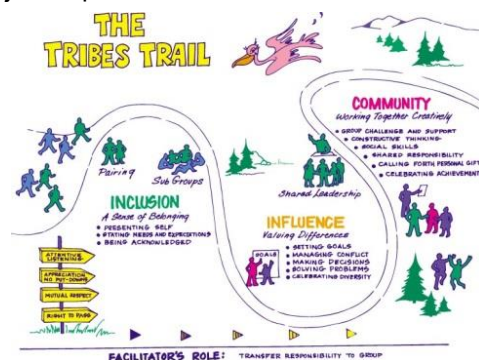 THE
TRIBES TRAIL
COMMUNITY
Working Together Creatively
• GROUP CHALLENGE AND SUPPORT
• CONSTRUCTIVE THINKING
• SOCIAL SKILLS
• SHARED RESPONSIBILITY
• CALLING FORTH PERSONAL GIFT
• CELEBRATING ACHIEVEMENT
Pairing
Sub Groups
Shared Leadership
INCLUSION
A Sense of Belonging
• PRESENTING SELF
• STATING NEEDS AND EXPECTATIONS
• BEING ACKNOWLEDGED
INFLUENCE
Valuing Differences
GOALS
• SETTING GOALS
• MANAGING CONFLICT
• MAKING DECISIONS
• SOLVING PROBLEMS
• CELEBRATING DIVERSITY
ATTENTIVE
LISTENING
APPRECIATION
NO PUT-DOWNS
MUTUAL RESPECT
RIGHT TO PASS
FACILITATOR'S ROLE: TRANSFER RESPONSIBILITY TO GROUP